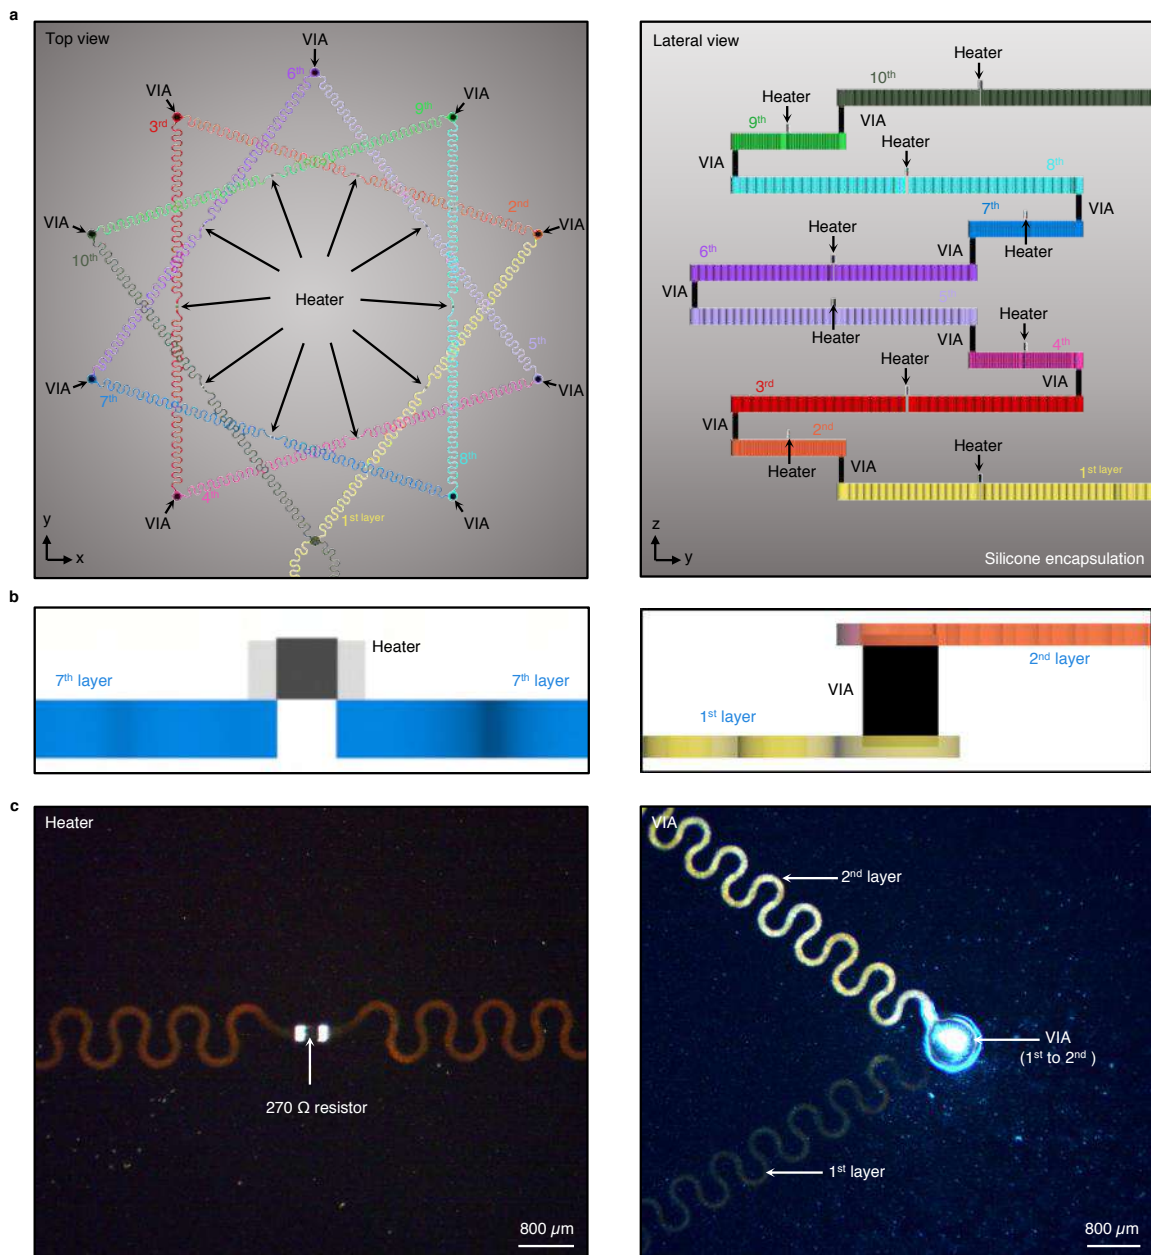 a
Top view
VIA
6th
VIA
VIA
9th
3rd
2nd
VIA
VIA
10th
Heater
5th
VIA
VIA
7th
8th
4th
VIA
VIA
1st layer
y
x
Lateral view
Heater
10th
Heater
VIA
9th
Heater
VIA
8th
7th
VIA
Heater
6th
VIA
Heater
VIA
5th
Heater
VIA
Heater
4th
Heater
3rd
VIA
VIA
2nd
Heater
VIA
Heater
1st layer
z
y
Silicone encapsulation
b
Heater
7th layer
7th layer
2nd layer
VIA
1st layer
c
Heater
270 Ω resistor
800 µm
VIA
2nd layer
VIA
(1st to 2nd )
1st layer
800 µm